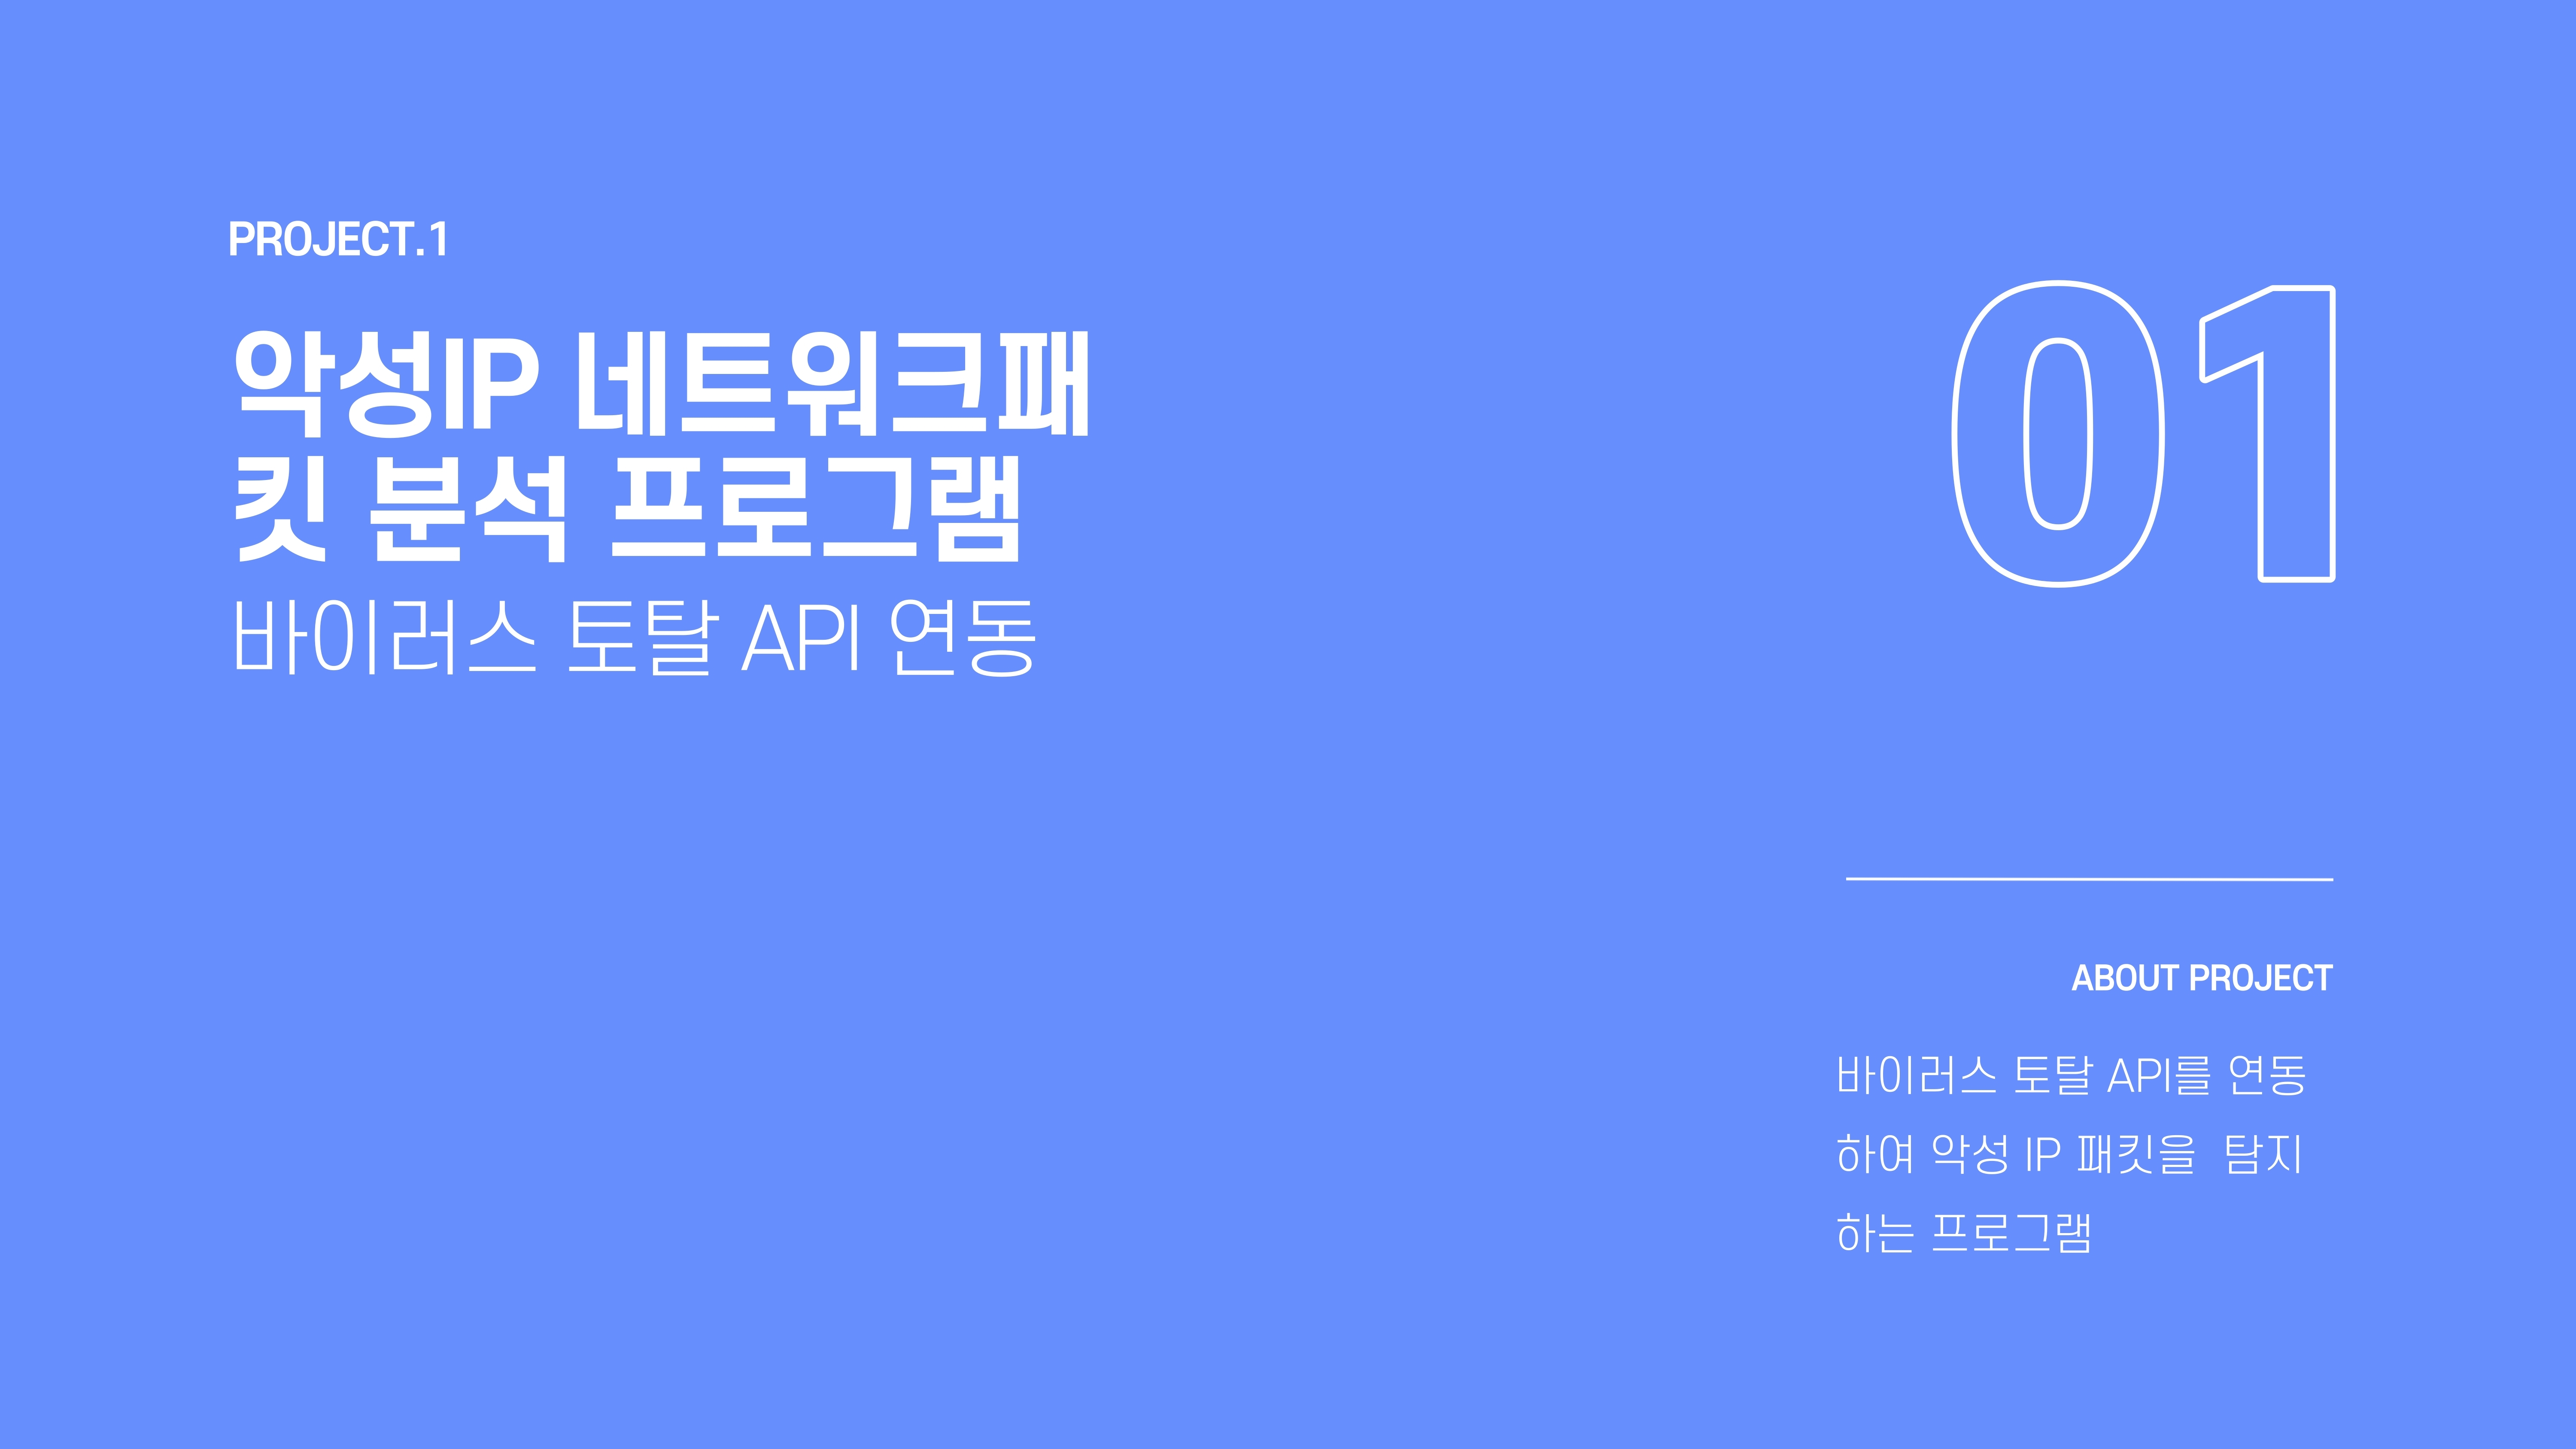 PROJECT.1
악성IP 네트워크패
킷 분석 프로그램
바이러스 토탈 API 연동
01
ABOUT PROJECT
바이러스 토탈 API를 연동
하여 악성 IP 패킷을  탐지
하는 프로그램